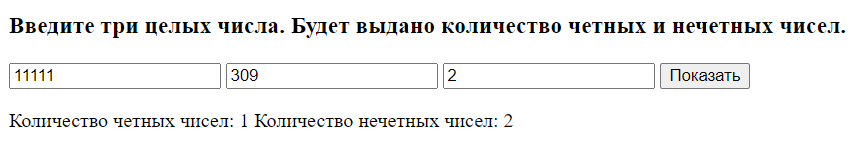 Введите три целых числа. Будет выдано количество четных и нечетных чисел.
11111 309 2 Показать
Количество четных чисел: 1 Количество нечетных чисел: 2